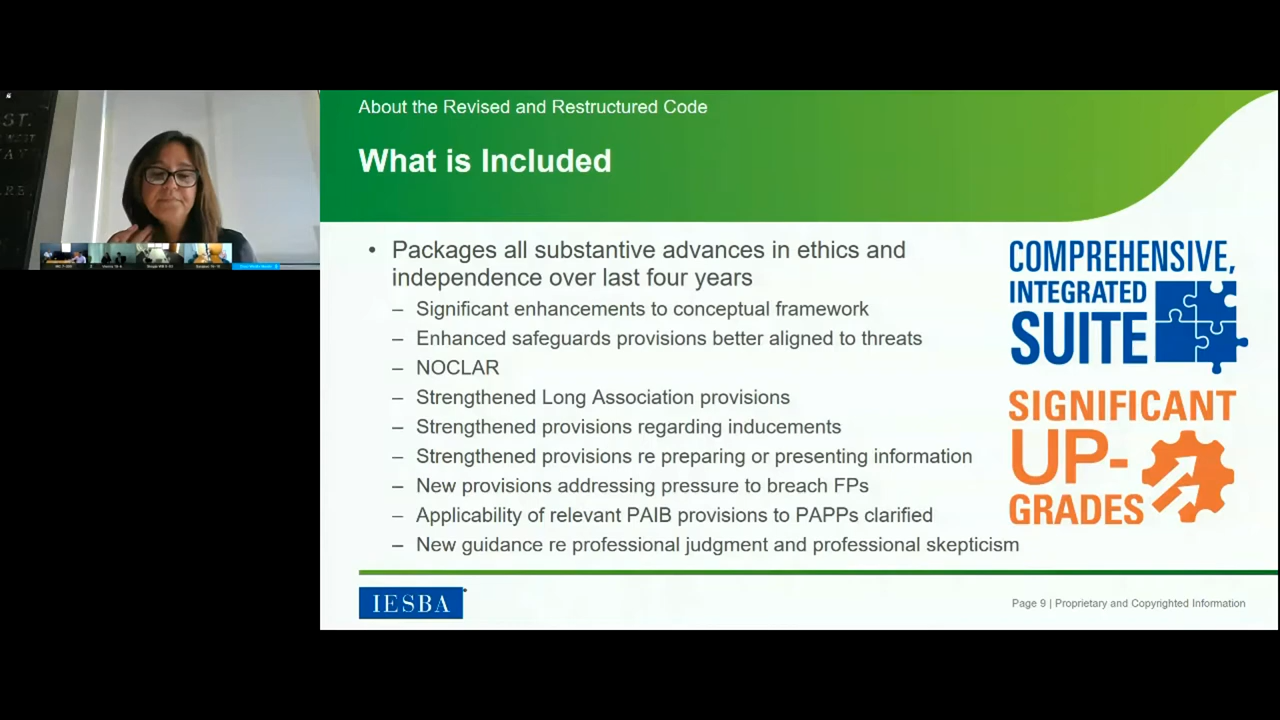 About the Revised and Restructured Code
What is Included
• Packages all substantive advances in ethics and
independence over last four years
– Significant enhancements to conceptual framework
– Enhanced safeguards provisions better aligned to threats
– NOCLAR
– Strengthened Long Association provisions
– Strengthened provisions regarding inducements
– Strengthened provisions re preparing or presenting information
– New provisions addressing pressure to breach FPs
– Applicability of relevant PAIB provisions to PAPPs clarified
– New guidance re professional judgment and professional skepticism
COMPREHENSIVE,
INTEGRATED
SUITE
SIGNIFICANT
UP-
GRADES
IESBA
Page 9 | Proprietary and Copyrighted Information